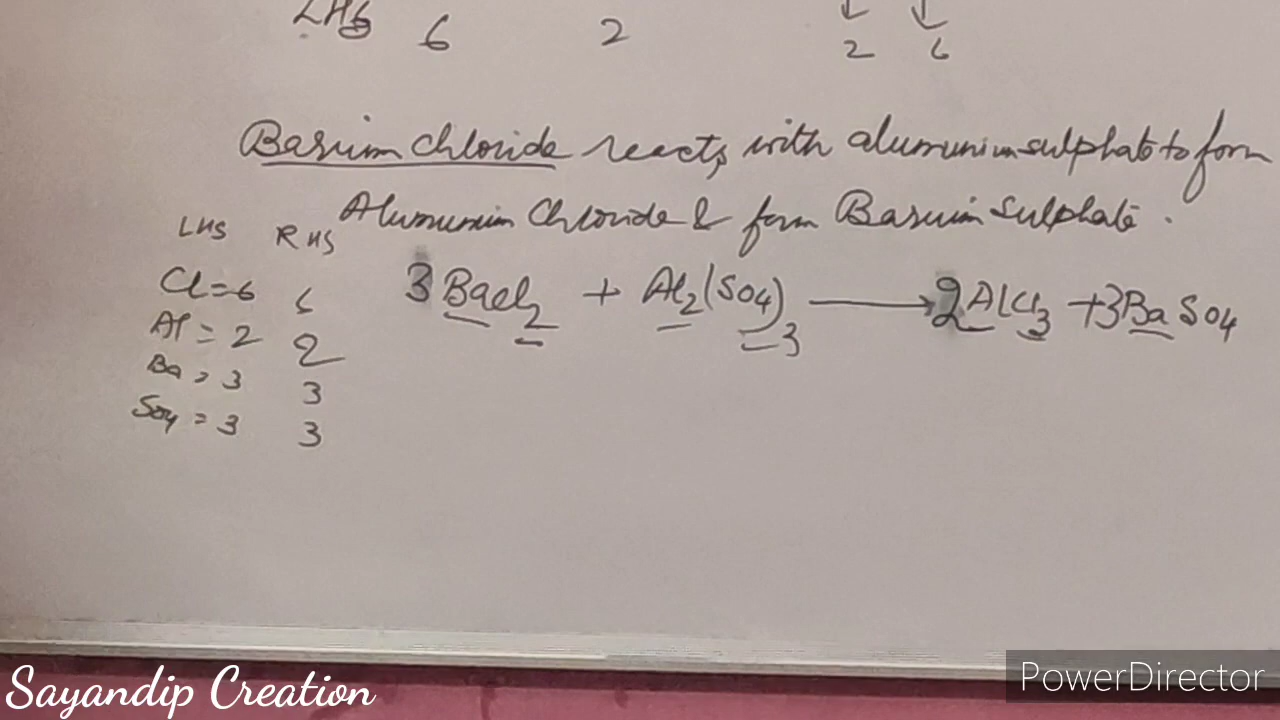 LHS 6 2 2 6
Barium Chloride reacts with aluminium sulphate to form
Aluminium Chloride & form Barium Sulphate.
LHS RHS
Cl = 6 6
3BaCl2 + Al2(SO4)3 → 2AlCl3 + 3BaSO4
Al = 2 2
Ba = 3 3
SO4 = 3 3
Sayandip Creation
PowerDirector